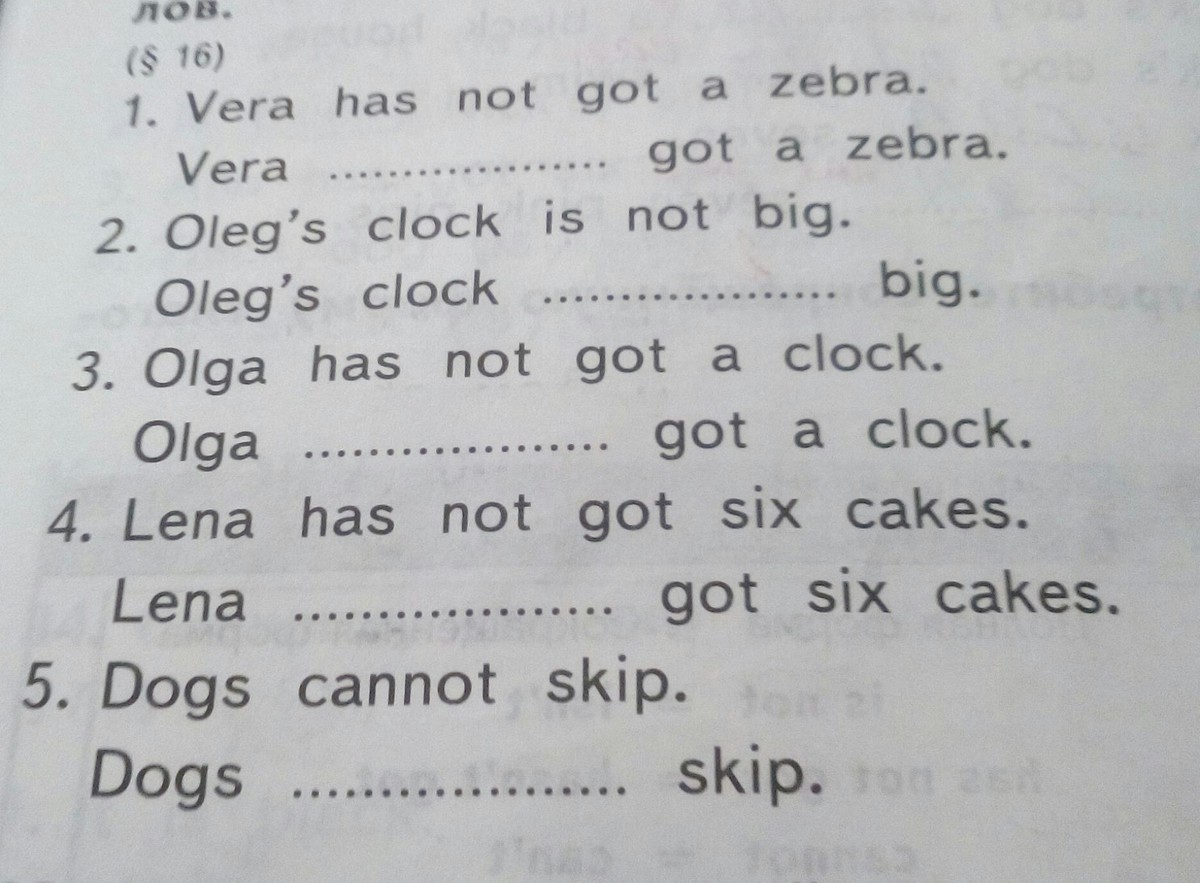 лов.
(§ 16)
1. Vera has not got a zebra.
Vera ................... got a zebra.
2. Oleg's clock is not big.
Oleg's clock .................... big.
3. Olga has not got a clock.
Olga ..................... got a clock.
4. Lena has not got six cakes.
Lena ...................... got six cakes.
5. Dogs cannot skip.
Dogs ....................... skip.